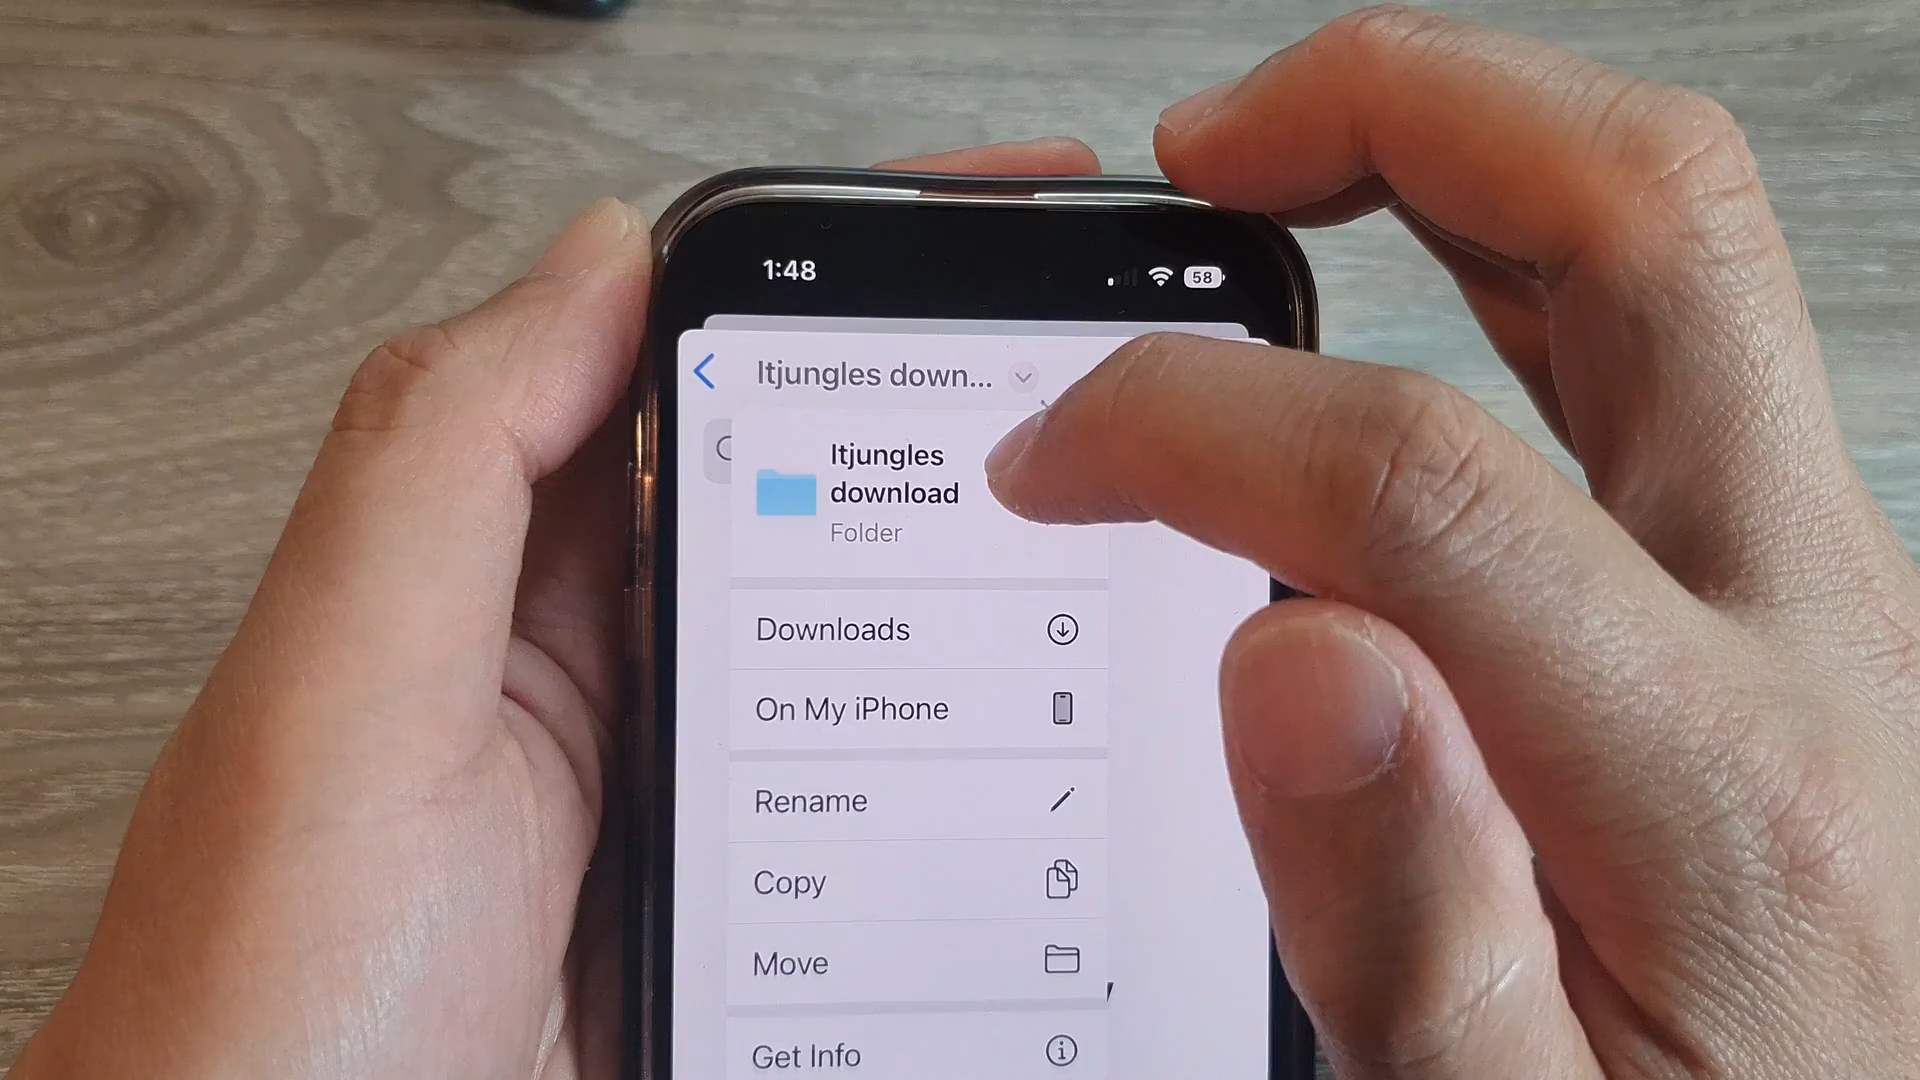 1:48
58
Itjungles down...
Itjungles
download
Folder
Downloads
On My iPhone
Rename
Copy
Move
Get Info